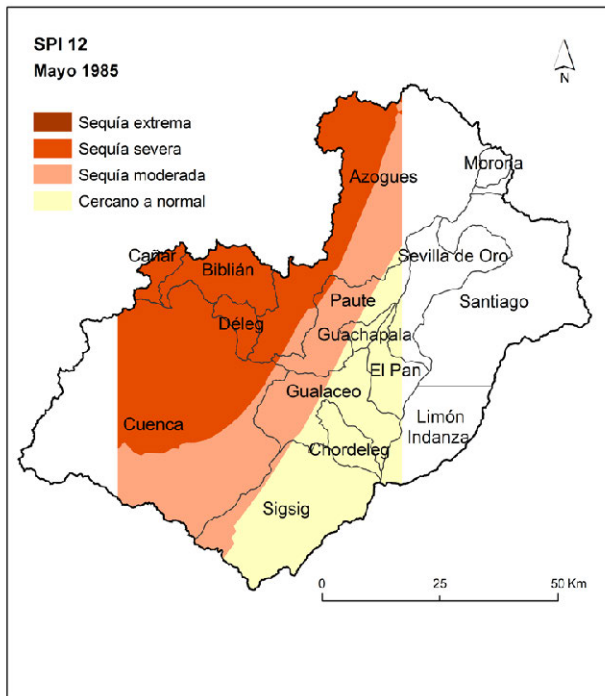 SPI 12
Mayo 1985
N
Sequía extrema
Sequía severa
Sequía moderada
Cercano a normal
Morona
Azogues
Cañar
Biblián
Sevilla de Oro
Paute
Santiago
Déleg
Guachapala
El Pan
Gualaceo
Cuenca
Limón
Indanza
Chordeleg
Sigsig
0 25 50 Km